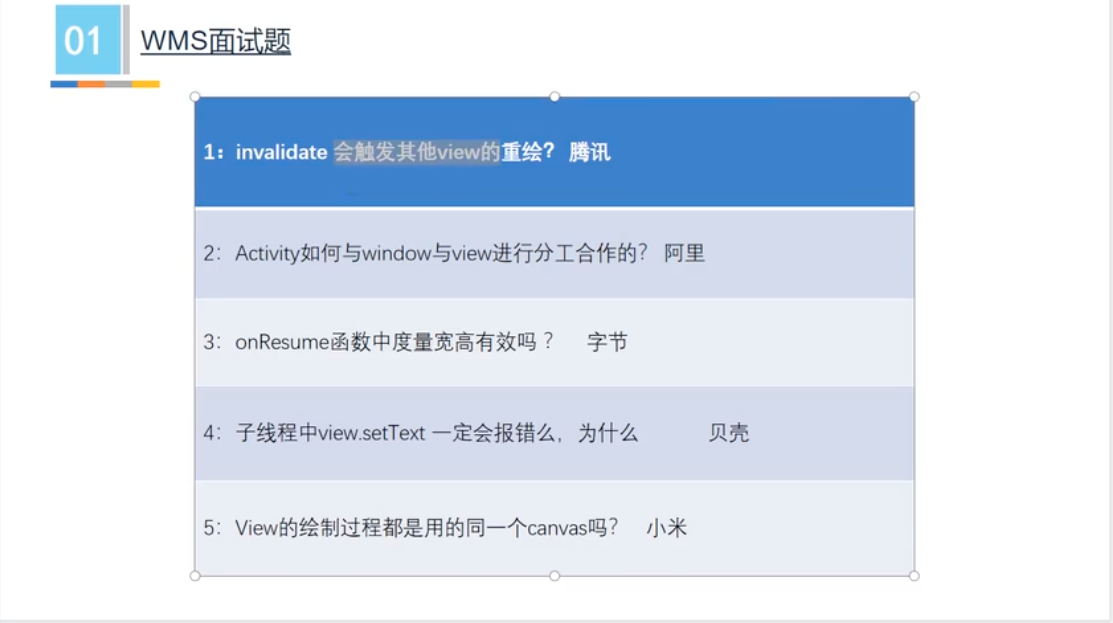 01
WMS面试题
1：invalidate 会触发其他view的重绘？ 腾讯
2：Activity如何与window与view进行分工合作的？ 阿里
3：onResume函数中度量宽高有效吗 ？ 字节
4：子线程中view.setText 一定会报错么，为什么 贝壳
5：View的绘制过程都是用的同一个canvas吗？ 小米